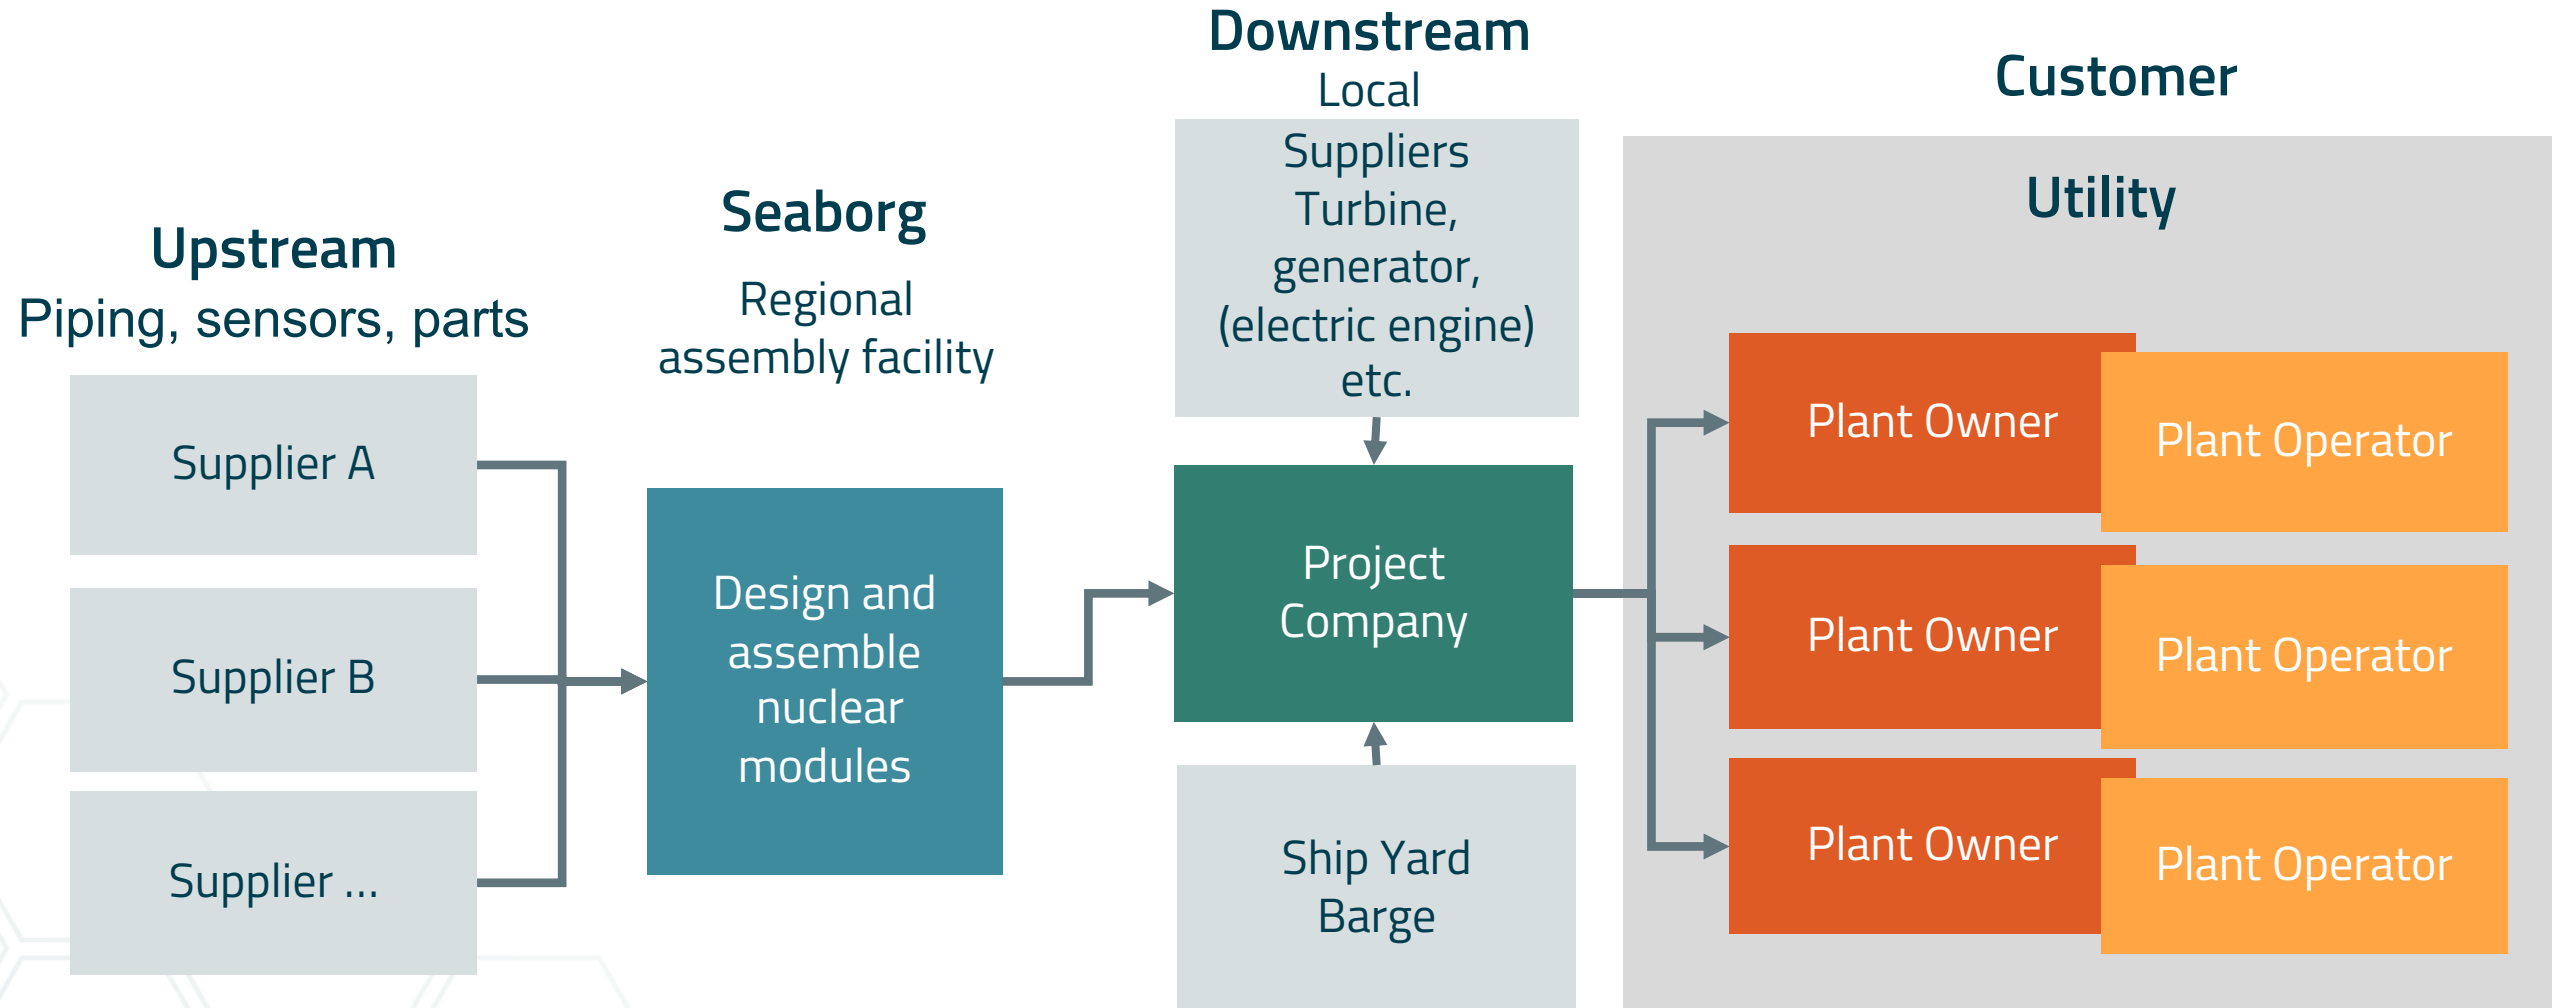 Upstream
Piping, sensors, parts
Supplier A
Supplier B
Supplier ...
Seaborg
Regional
assembly facility
Design and
assemble
nuclear
modules
Downstream
Local
Suppliers
Turbine,
generator,
(electric engine)
etc.
Project
Company
Ship Yard
Barge
Customer
Utility
Plant Owner
Plant Operator
Plant Owner
Plant Operator
Plant Owner
Plant Operator